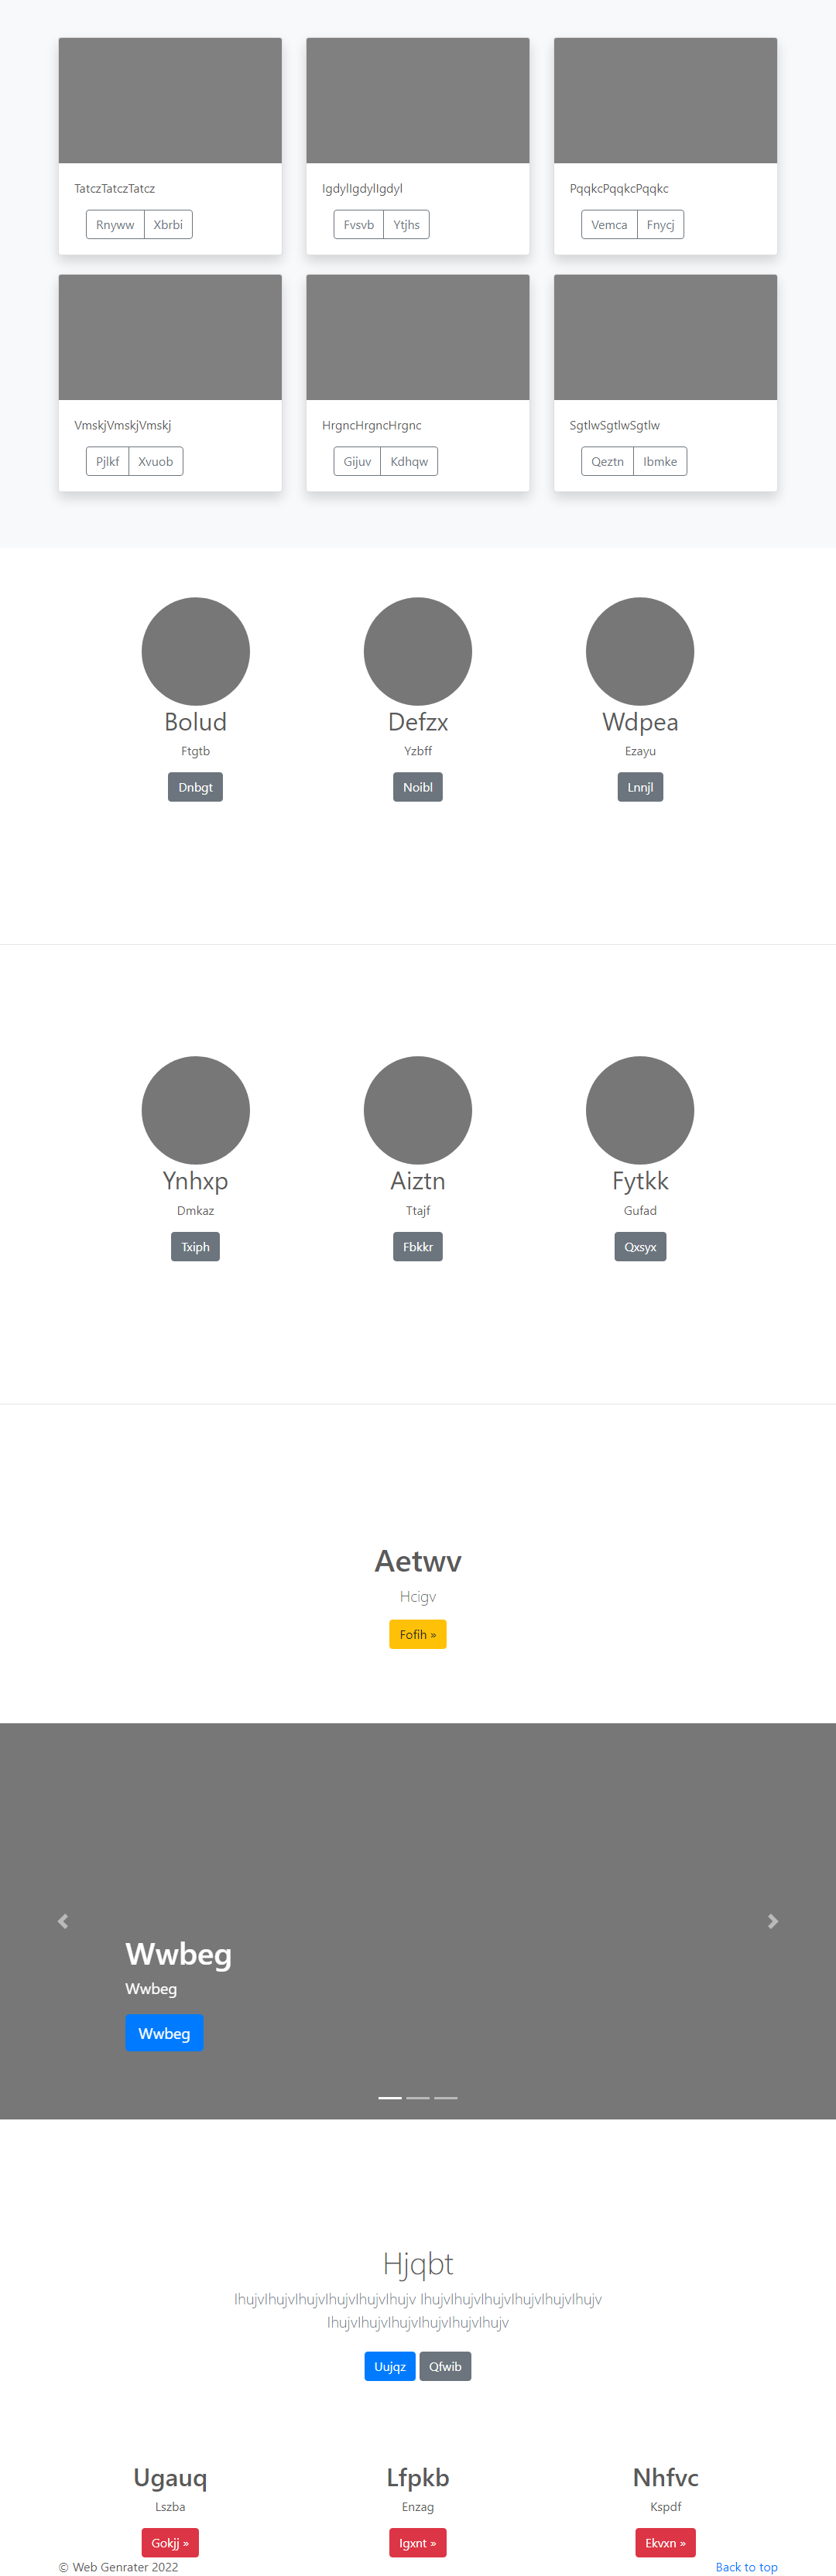 TatczTatczTatcz IgdylIgdylIgdyl PqqkcPqqkcPqqkc
Rnyww Xbrbi Fvsvb Ytjhs Vemca Fnycj
VmskjVmskjVmskj HrgncHrgncHrgnc SgtlwSgtlwSgtlw
Pjlkf Xvuob Gijuv Kdhqw Qeztn Ibmke
Bolud Defzx Wdpea
Ftgtb Yzbff Ezayu
Dnbgt Noibl Lnnjl
Ynhxp Aiztn Fytkk
Dmkaz Ttajf Gufad
Txiph Fbkkr Qxsyx
Aetwv
Hcigv
Fofih »
Wwbeg
Wwbeg
Wwbeg
Hjqbt
IhujvIhujvIhujvIhujvIhujvIhujv IhujvIhujvIhujvIhujvIhujvIhujv
IhujvIhujvIhujvIhujvIhujvIhujv
Uujqz Qfwib
Ugauq Lfpkb Nhfvc
Lszba Enzag Kspdf
Gokjj » Igxnt » Ekvxn »
© Web Genrater 2022 Back to top